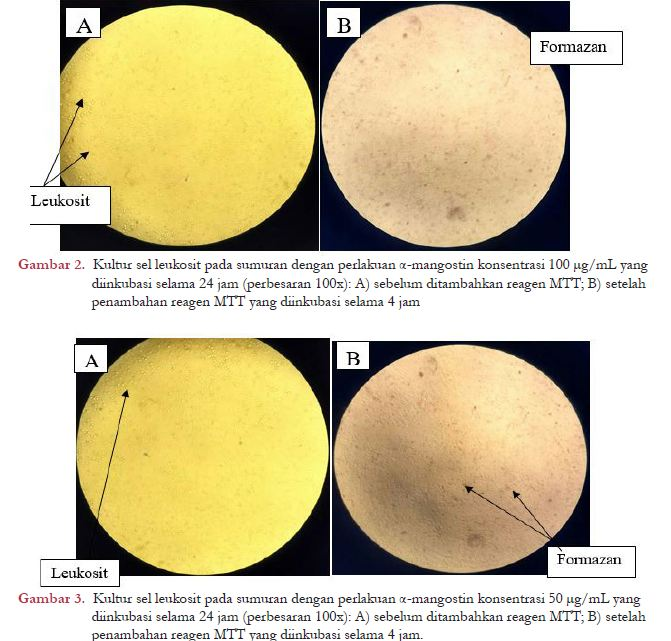 A
B
Formazan
Leukosit
Gambar 2. Kultur sel leukosit pada sumuran dengan perlakuan α-mangostin konsentrasi 100 μg/mL yang
diinkubasi selama 24 jam (perbesaran 100x): A) sebelum ditambahkan reagen MTT; B) setelah
penambahan reagen MTT yang diinkubasi selama 4 jam
A
B
Leukosit
Formazan
Gambar 3. Kultur sel leukosit pada sumuran dengan perlakuan α-mangostin konsentrasi 50 μg/mL yang
diinkubasi selama 24 jam (perbesaran 100x): A) sebelum ditambahkan reagen MTT; B) setelah
penambahan reagen MTT yang diinkubasi selama 4 jam.